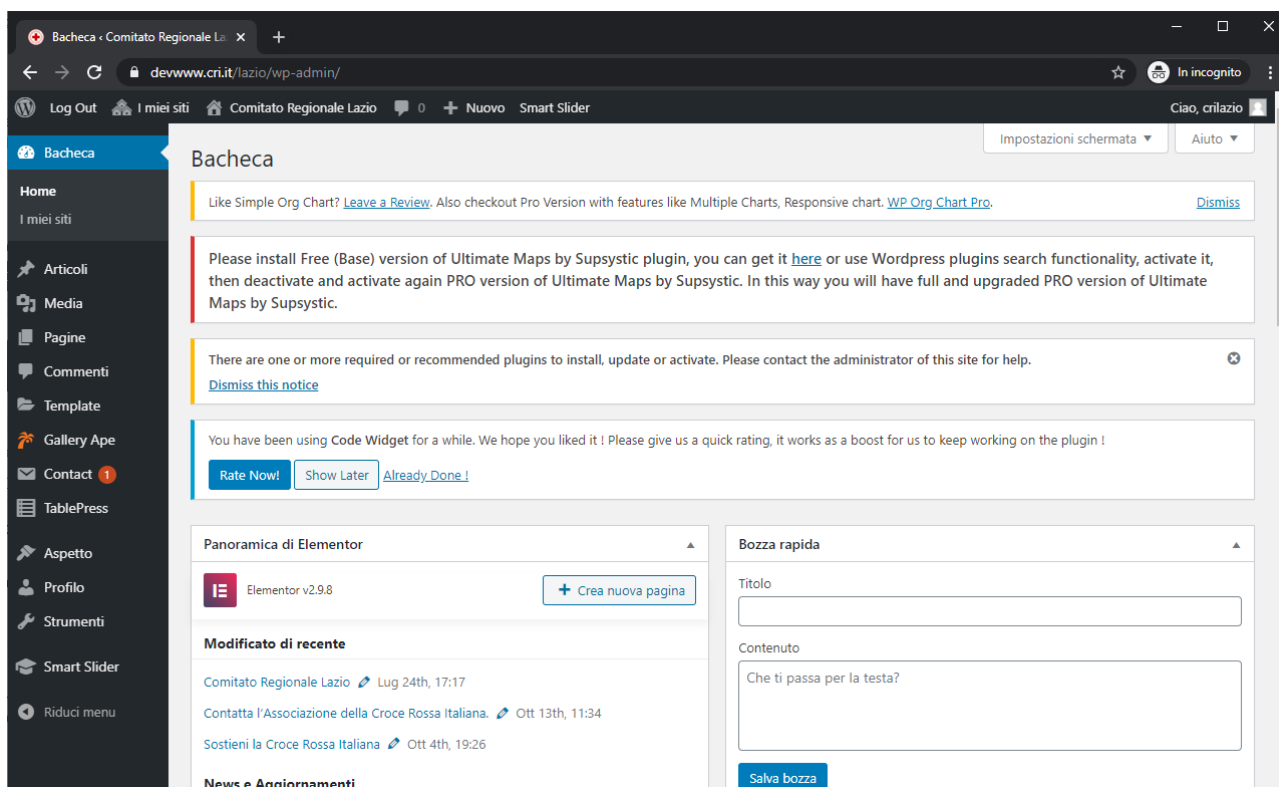 Bacheca ‹ Comitato Regionale La
devwww.cri.it/lazio/wp-admin/
In incognito
Log Out I miei siti Comitato Regionale Lazio 0 Nuovo Smart Slider Ciao, crilazio
Impostazioni schermata ▼ Aiuto ▼
Bacheca
Home
I miei siti
Articoli
Media
Pagine
Commenti
Template
Gallery Ape
Contact 1
TablePress
Aspetto
Profilo
Strumenti
Smart Slider
Riduci menu
Bacheca
Like Simple Org Chart? Leave a Review. Also checkout Pro Version with features like Multiple Charts, Responsive chart. WP Org Chart Pro. Dismiss
Please install Free (Base) version of Ultimate Maps by Supsystic plugin, you can get it here or use Wordpress plugins search functionality, activate it,
then deactivate and activate again PRO version of Ultimate Maps by Supsystic. In this way you will have full and upgraded PRO version of Ultimate
Maps by Supsystic.
There are one or more required or recommended plugins to install, update or activate. Please contact the administrator of this site for help.
Dismiss this notice
You have been using Code Widget for a while. We hope you liked it ! Please give us a quick rating, it works as a boost for us to keep working on the plugin !
Rate Now! Show Later Already Done !
Panoramica di Elementor
Elementor v2.9.8 + Crea nuova pagina
Modificato di recente
Comitato Regionale Lazio Lug 24th, 17:17
Contatta l'Associazione della Croce Rossa Italiana. Ott 13th, 11:34
Sostieni la Croce Rossa Italiana Ott 4th, 19:26
News e Aggiornamenti
Bozza rapida
Titolo
Contenuto
Che ti passa per la testa?
Salva bozza